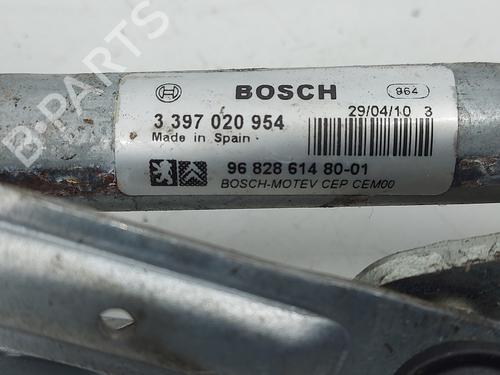 B-PARTS
BOSCH
964
3 397 020 954
29/04/10 3
Made in Spain
96 828 614 80-01
BOSCH-MOTEV CEP CEM00